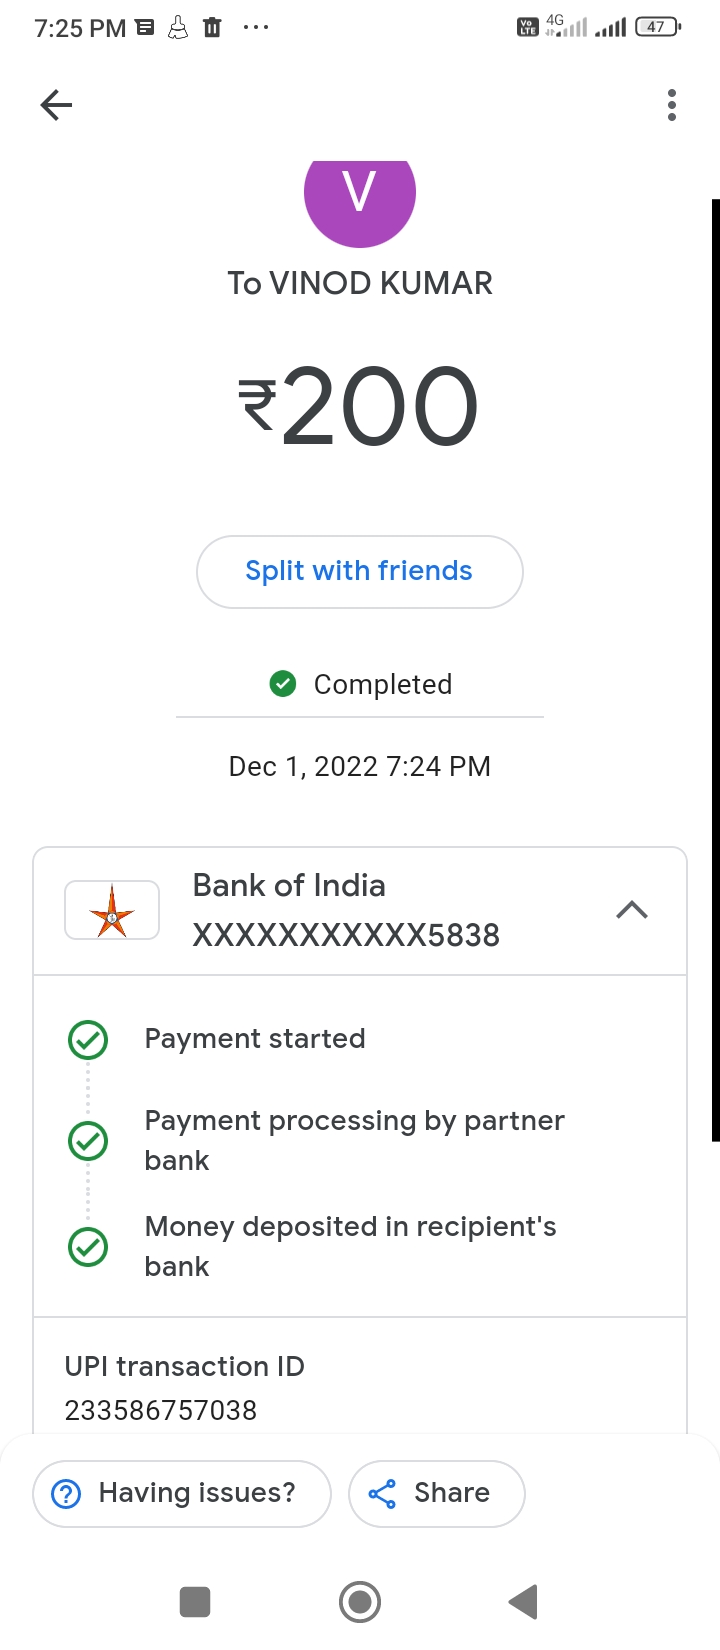 7:25 PM
Vo LTE 4G 47
V
To VINOD KUMAR
₹200
Split with friends
Completed
Dec 1, 2022 7:24 PM
Bank of India
XXXXXXXXXXX5838
Payment started
Payment processing by partner
bank
Money deposited in recipient's
bank
UPI transaction ID
233586757038
Having issues?
Share